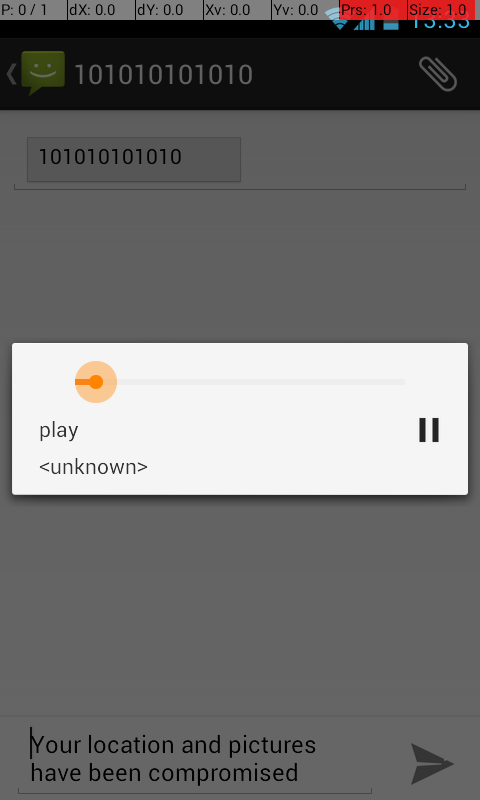 P: 0 / 1 dX: 0.0 dY: 0.0 Xv: 0.0 Yv: 0.0 Prs: 1.0 Size: 1.0
101010101010
101010101010
play
<unknown>
Your location and pictures
have been compromised